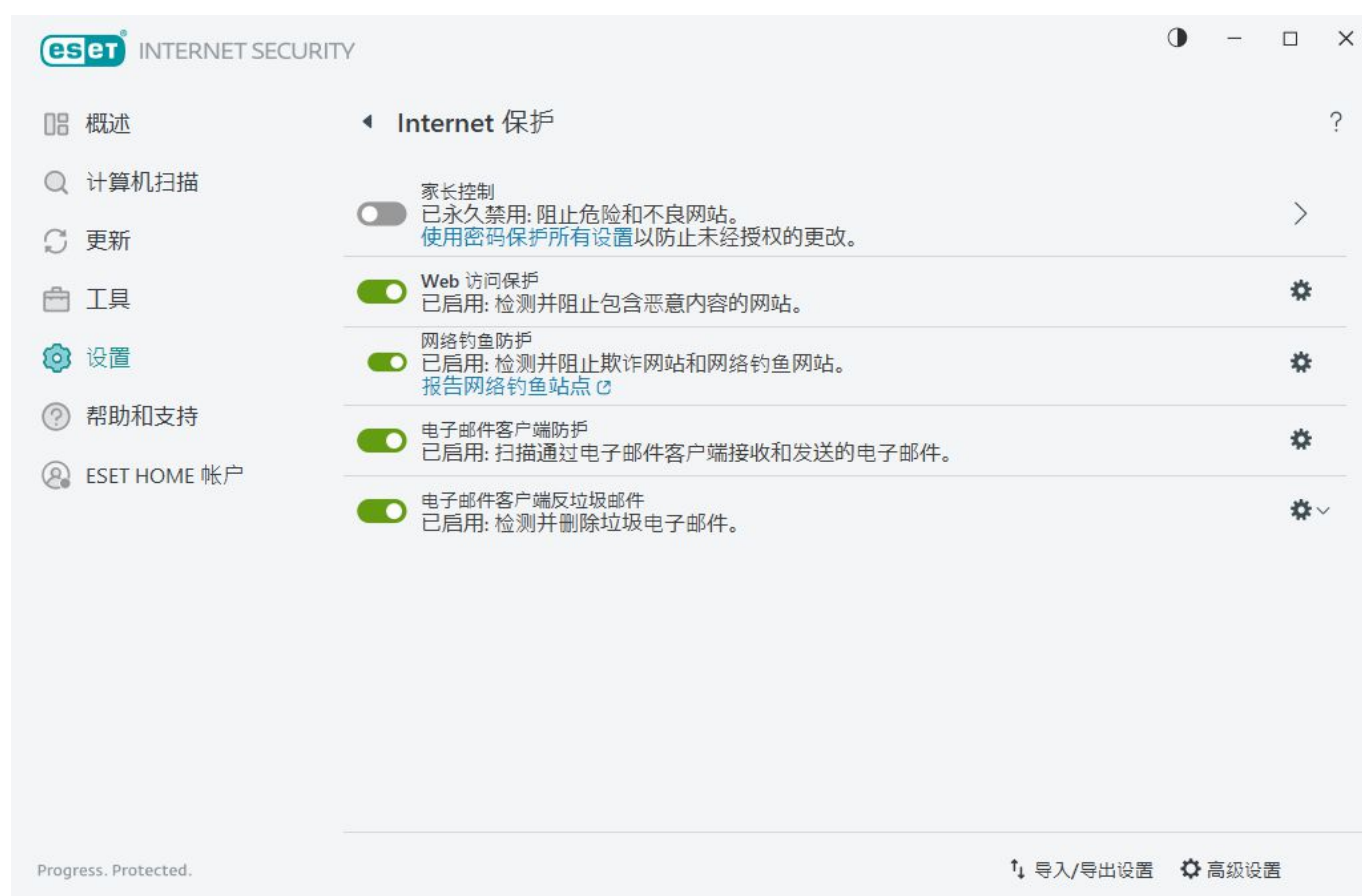 eset INTERNET SECURITY
概述
计算机扫描
更新
工具
设置
帮助和支持
ESET HOME 帐户
Internet 保护
?
家长控制
已永久禁用: 阻止危险和不良网站。
使用密码保护所有设置以防止未经授权的更改。
Web 访问保护
已启用: 检测并阻止包含恶意内容的网站。
网络钓鱼防护
已启用: 检测并阻止欺诈网站和网络钓鱼网站。
报告网络钓鱼站点
电子邮件客户端防护
已启用: 扫描通过电子邮件客户端接收和发送的电子邮件。
电子邮件客户端反垃圾邮件
已启用: 检测并删除垃圾电子邮件。
Progress. Protected.
导入/导出设置 高级设置